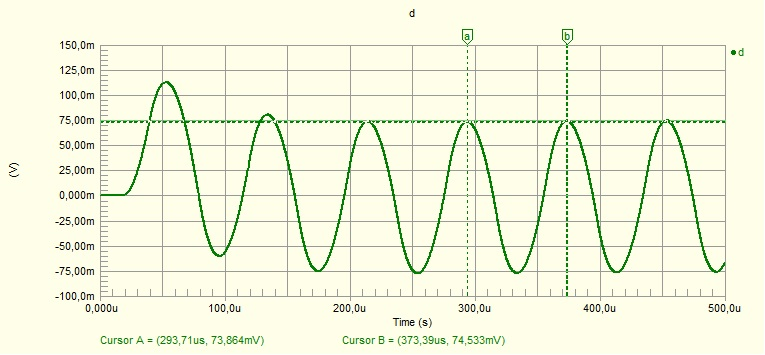 d
a
b
d
150,0m
125,0m
100,0m
75,00m
50,00m
25,00m
0,000m
-25,00m
-50,00m
-75,00m
-100,0m
(V)
0,000u 100,0u 200,0u 300,0u 400,0u 500,0u
Time (s)
Cursor A = (293,71us, 73,864mV) Cursor B = (373,39us, 74,533mV)